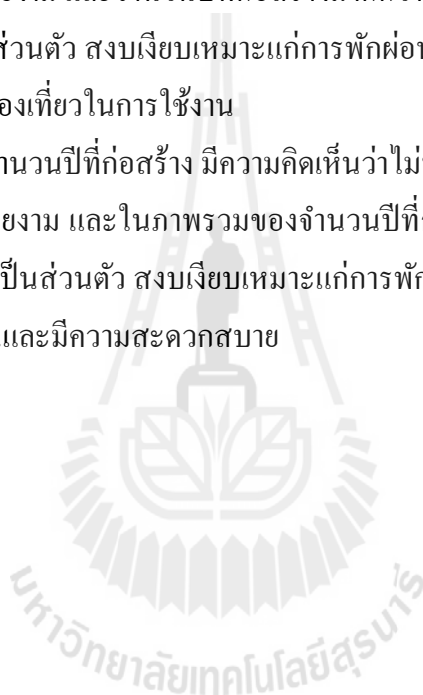 ส่วนตัว สงบเงียบเหมาะแก่การพักผ่อน
องเที่ยวในการใช้งาน
ำนวนปีที่ก่อสร้าง มีความคิดเห็นว่าไม่
ยงาม และในภาพรวมของจำนวนปีที่
เป็นส่วนตัว สงบเงียบเหมาะแก่การพัก
และมีความสะดวกสบาย
มหาวิทยาลัยเทคโนโลยีสุรนารี